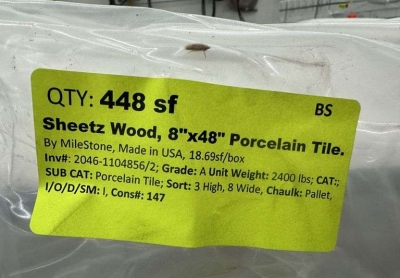 QTY: 448 sf
BS
Sheetz Wood, 8"x48" Porcelain Tile.
By MileStone, Made in USA, 18.69sf/box
Inv#: 2046-1104856/2; Grade: A Unit Weight: 2400 lbs; CAT:;
SUB CAT: Porcelain Tile; Sort: 3 High, 8 Wide, Chaulk: Pallet,
I/O/D/SM: I, Cons#: 147